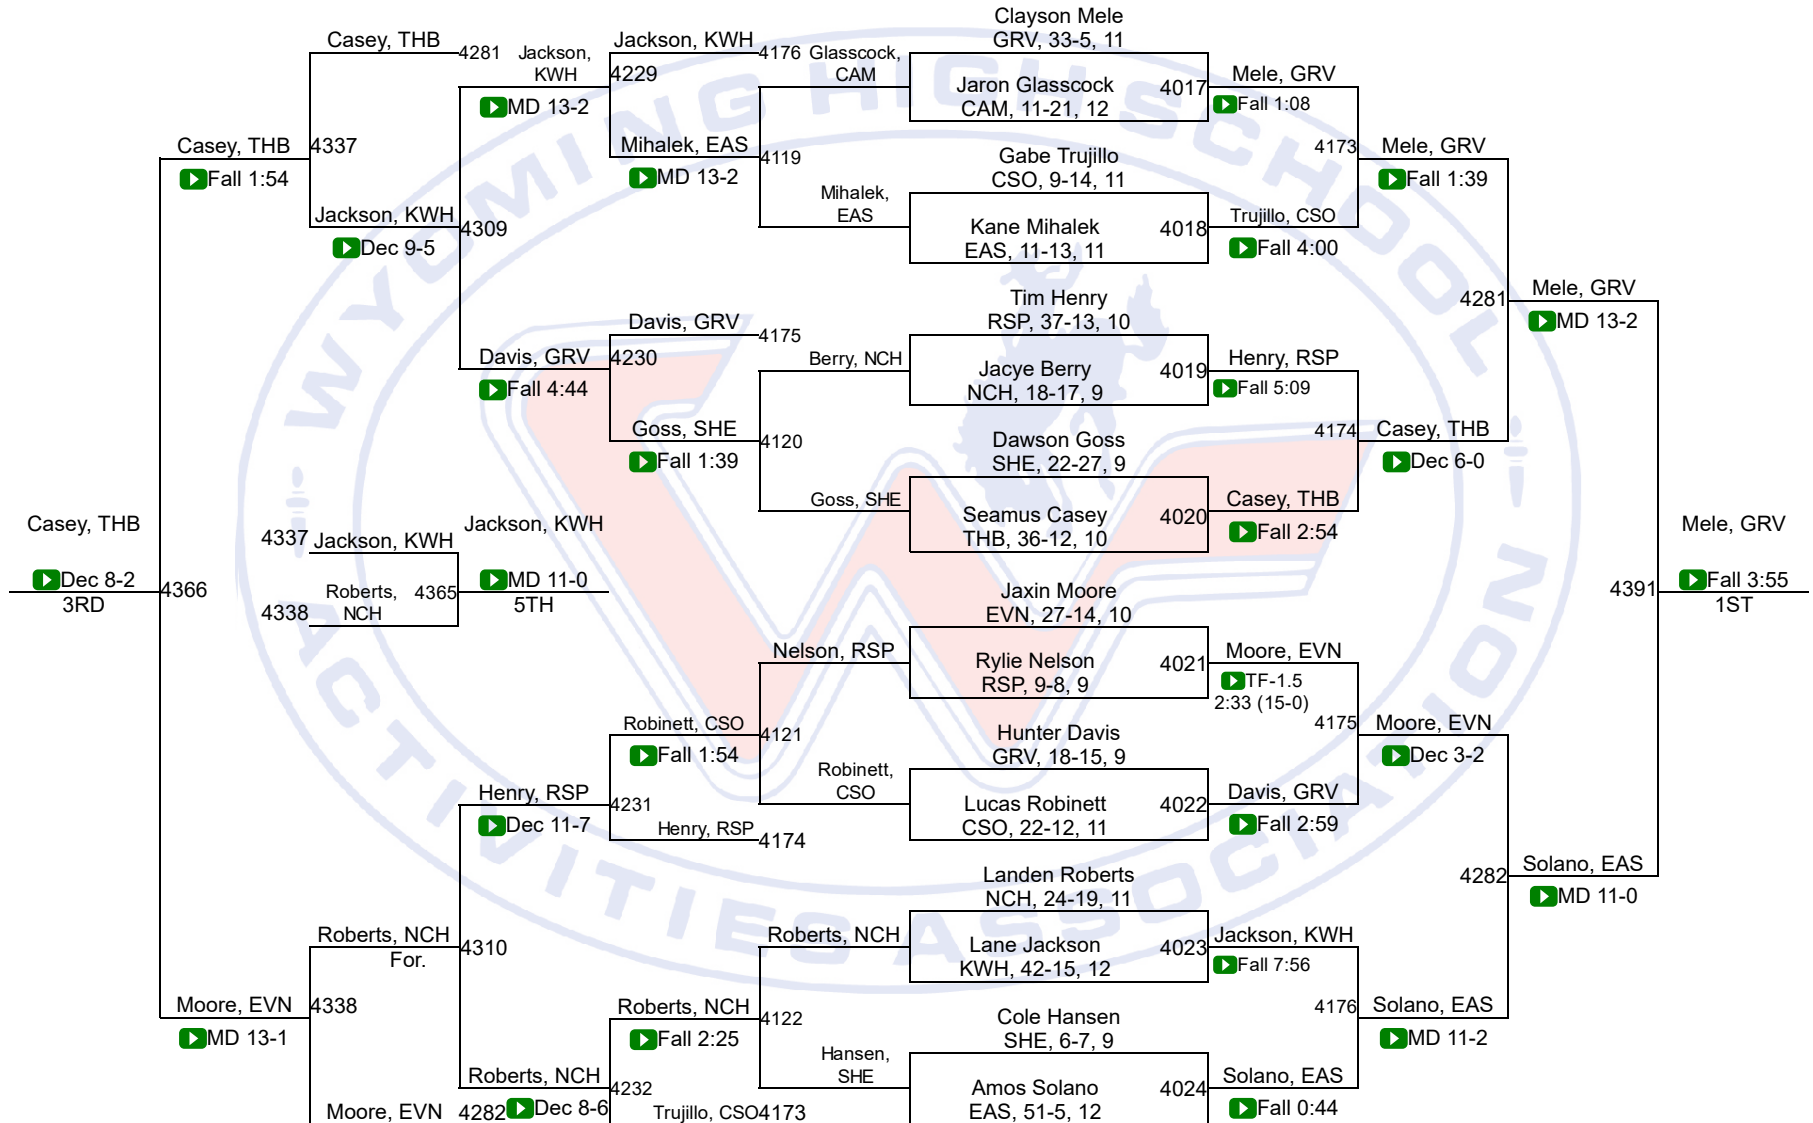 Clayson Mele
Casey, THB
4281
Jackson,
KWH
Jackson, KWH
4176
Glasscock,
CAM
GRV, 33-5, 11
4229
Jaron Glasscock
CAM, 11-21, 12
4017
Mele, GRV
Fall 1:08
MD 13-2
Casey, THB
4337
Fall 1:54
Mihalek, EAS
4119
MD 13-2
Gabe Trujillo
CSO, 9-14, 11
4173
Mele, GRV
Fall 1:39
Mihalek,
EAS
Jackson, KWH
4309
Dec 9-5
Kane Mihalek
EAS, 11-13, 11
4018
Trujillo, CSO
Fall 4:00
Tim Henry
RSP, 37-13, 10
4281
Mele, GRV
MD 13-2
Davis, GRV
4175
Davis, GRV
4230
Fall 4:44
Berry, NCH
Jacye Berry
NCH, 18-17, 9
4019
Henry, RSP
Fall 5:09
Goss, SHE
4120
Fall 1:39
Dawson Goss
SHE, 22-27, 9
4174
Casey, THB
Dec 6-0
Goss, SHE
Seamus Casey
THB, 36-12, 10
4020
Casey, THB
Fall 2:54
Casey, THB
Dec 8-2
3RD
4366
4337
Jackson, KWH
Roberts,
NCH
4338
4365
Jackson, KWH
MD 11-0
5TH
Mele, GRV
4391
Fall 3:55
1ST
Jaxin Moore
EVN, 27-14, 10
Nelson, RSP
Rylie Nelson
RSP, 9-8, 9
4021
Moore, EVN
TF-1.5
2:33 (15-0)
Robinett, CSO
4121
Fall 1:54
Hunter Davis
GRV, 18-15, 9
4175
Moore, EVN
Dec 3-2
Robinett,
CSO
Henry, RSP
4231
Dec 11-7
Henry, RSP
4174
Lucas Robinett
CSO, 22-12, 11
4022
Davis, GRV
Fall 2:59
Landen Roberts
NCH, 24-19, 11
4282
Solano, EAS
MD 11-0
Roberts, NCH
For.
4310
Roberts, NCH
Lane Jackson
KWH, 42-15, 12
4023
Jackson, KWH
Fall 7:56
Moore, EVN
4338
MD 13-1
Roberts, NCH
4122
Fall 2:25
Cole Hansen
SHE, 6-7, 9
4176
Solano, EAS
MD 11-2
Hansen,
SHE
Roberts, NCH
4232
Dec 8-6
Moore, EVN
4282
Trujillo, CSO
4173
Amos Solano
EAS, 51-5, 12
4024
Solano, EAS
Fall 0:44
WYOMING HIGH SCHOOL
ACTIVITIES ASSOCIATION